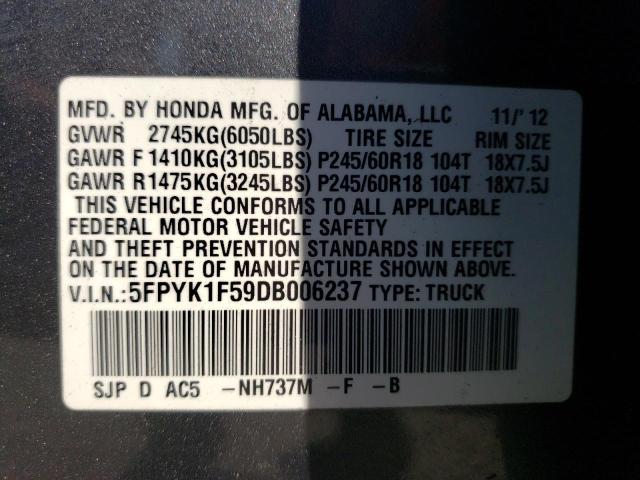 MFD. BY HONDA MFG. OF ALABAMA, LLC 11/'12
GVWR 2745KG(6050LBS) TIRE SIZE RIM SIZE
GAWR F1410KG(3105LBS) P245/60R18 104T 18X7.5J
GAWR R1475KG(3245LBS) P245/60R18 104T 18X7.5J
THIS VEHICLE CONFORMS TO ALL APPLICABLE
FEDERAL MOTOR VEHICLE SAFETY
AND THEFT PREVENTION STANDARDS IN EFFECT
ON THE DATE OF MANUFACTURE SHOWN ABOVE.
V.I.N.:5FPYK1F59DB006237 TYPE: TRUCK
SJP D AC5 -NH737M -F -B